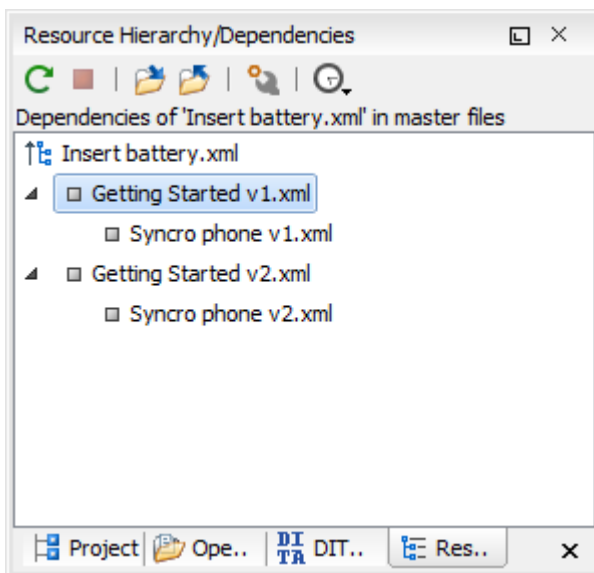 Resource Hierarchy/Dependencies
Dependencies of 'Insert battery.xml' in master files
Insert battery.xml
Getting Started v1.xml
Syncro phone v1.xml
Getting Started v2.xml
Syncro phone v2.xml
Project Ope.. DITA DIT.. Res..